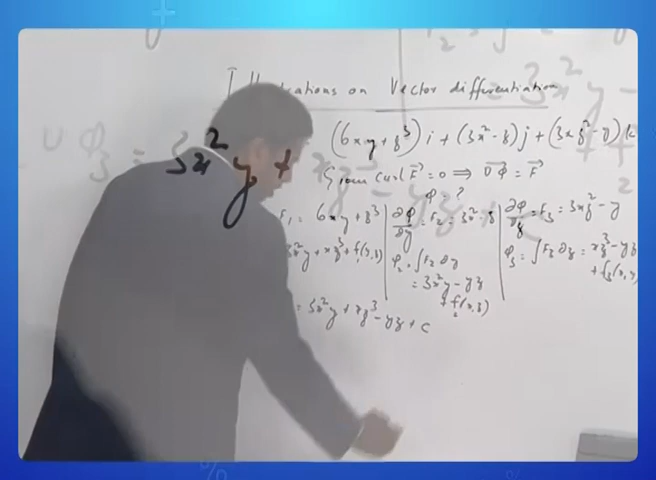 Illustrations on Vector differentiation
(6xy + z³) i + (3x² - z) j + (3xz² - y) k
Given curl F = 0 ⟹ ∇φ = F
φ = ?
F₁ = 6xy + z³ | ∂φ/∂y = F₂ = 3x² - z | ∂φ/∂z = F₃ = 3xz² - y
3x²y + xz³ + f(y,z) | φ₂ = ∫F₂ ∂y | φ₃ = ∫F₃ ∂z = xz³ - yz
= 3x²y - yz | + f₃(x,y)
+ f₂(x,z)
= 3x²y + xz³ - yz + c
3x²y +